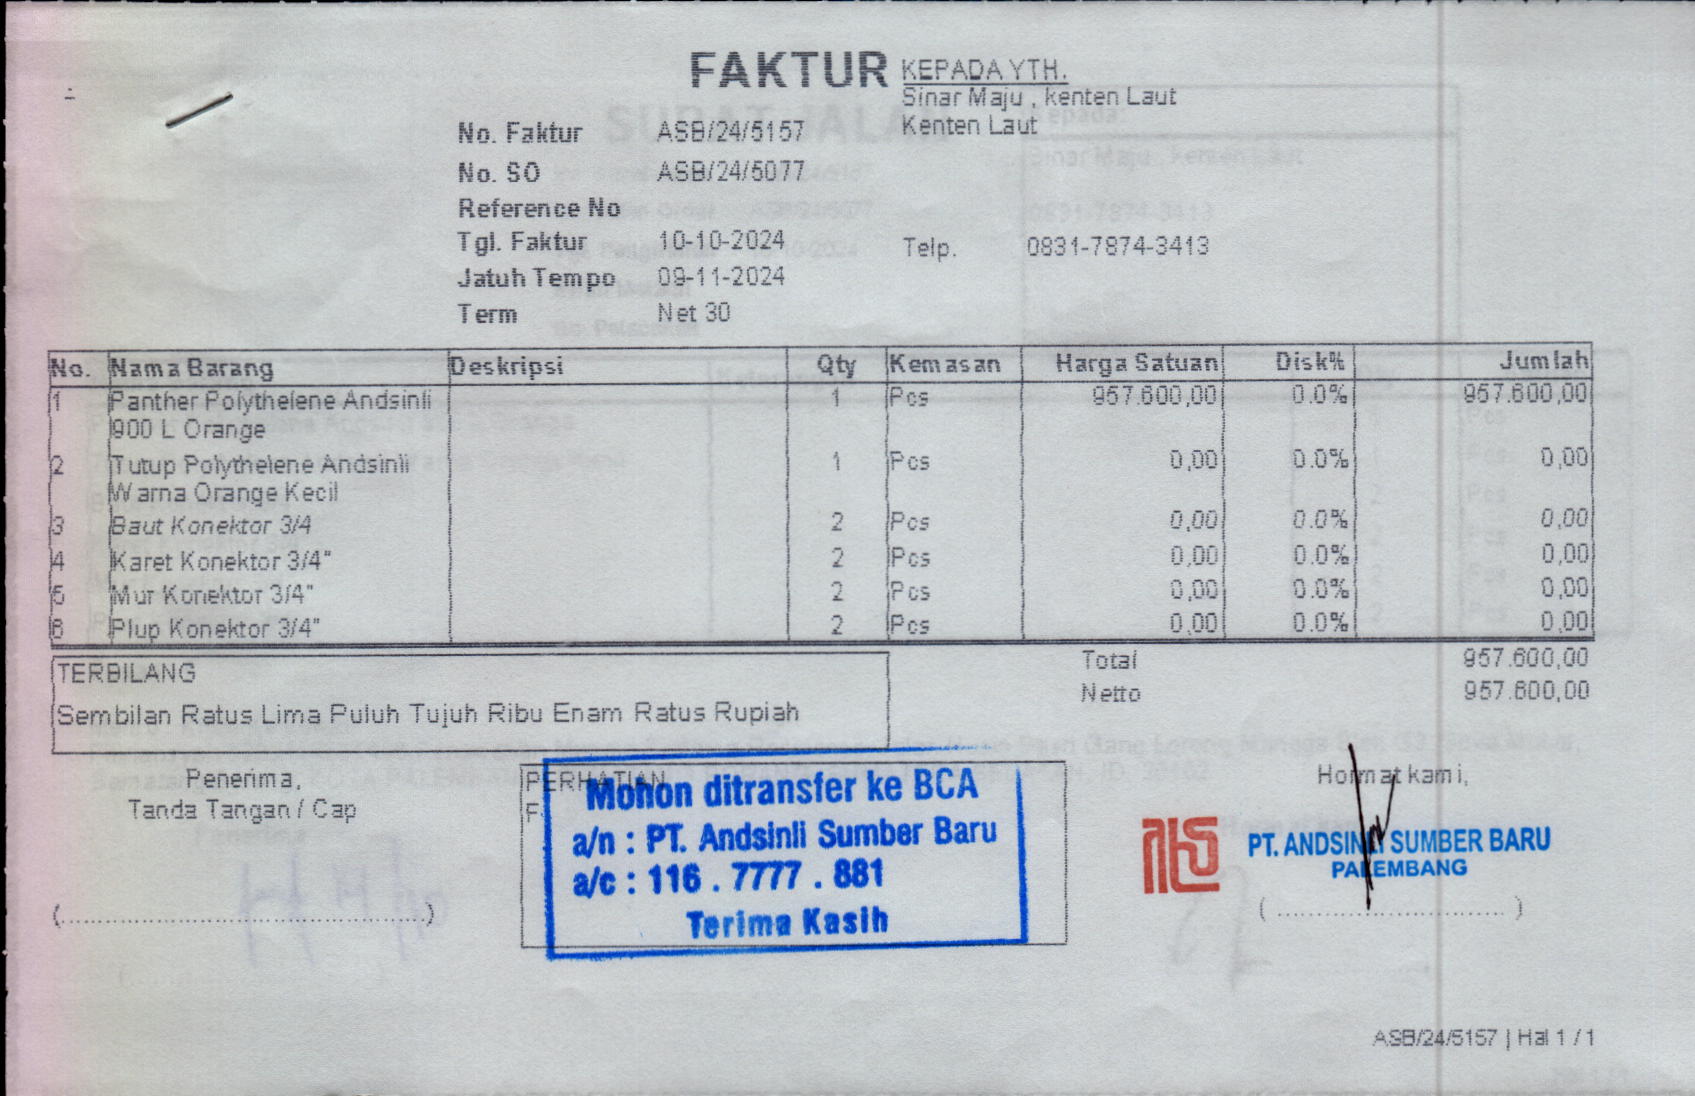 FAKTUR
KEPADA YTH.
Sinar Maju , kenten Laut
Kenten Laut
No. Faktur ASB/24/5157
No. SO ASB/24/5077
Reference No
Tgl. Faktur 10-10-2024
Telp. 0831-7874-3413
Jatuh Tempo 09-11-2024
Term Net 30
No. Nama Barang Deskripsi Qty Kemasan Harga Satuan Disk% Jumlah
1 Panther Polythelene Andsinli 1 Pcs 957.600,00 0.0% 957.600,00
900 L Orange
2 Tutup Polythelene Andsinli 1 Pcs 0,00 0.0% 0,00
Warna Orange Kecil
3 Baut Konektor 3/4 2 Pcs 0,00 0.0% 0,00
4 Karet Konektor 3/4" 2 Pcs 0,00 0.0% 0,00
5 Mur Konektor 3/4" 2 Pcs 0,00 0.0% 0,00
6 Plup Konektor 3/4" 2 Pcs 0,00 0.0% 0,00
Total 957.600,00
Netto 957.600,00
TERBILANG
Sembilan Ratus Lima Puluh Tujuh Ribu Enam Ratus Rupiah
Penerima,
Tanda Tangan / Cap
(...............................................)
PERHATIAN
Mohon ditransfer ke BCA
a/n : PT. Andsinli Sumber Baru
a/c : 116 . 7777 . 881
Terima Kasih
Hormat kami,
PT. ANDSINLI SUMBER BARU
PALEMBANG
( ............................. )
ASB/24/5157 | Hal 1 / 1